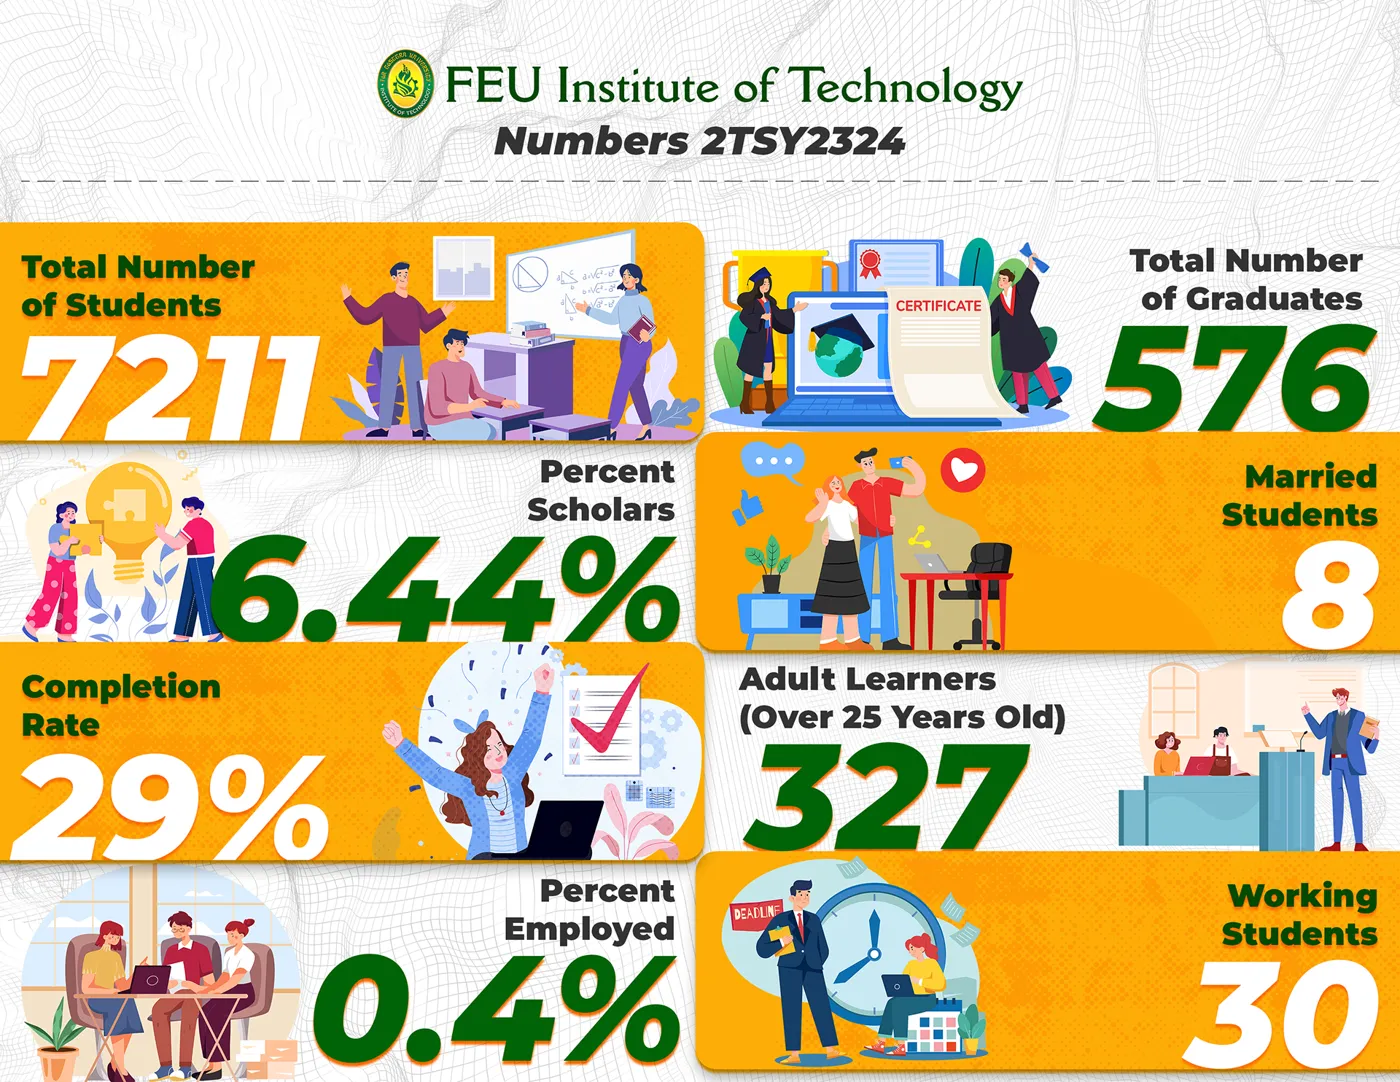 FEU Institute of Technology
Numbers 2TSY2324
Total Number
of Students
7211
CERTIFICATE
Total Number
of Graduates
576
Percent
Scholars
6.44%
Married
Students
8
Completion
Rate
29%
Adult Learners
(Over 25 Years Old)
327
Percent
Employed
0.4%
DEADLINE
Working
Students
30